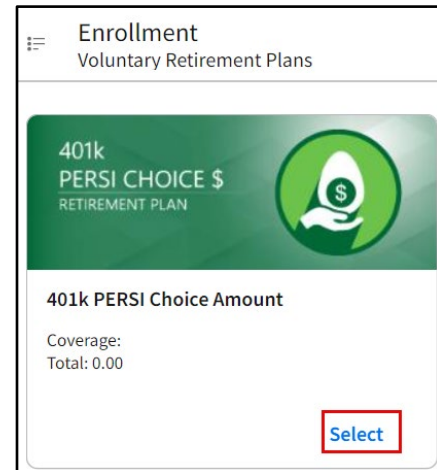 Enrollment
Voluntary Retirement Plans
401k
PERSI CHOICE $
RETIREMENT PLAN
$
401k PERSI Choice Amount
Coverage:
Total: 0.00
Select